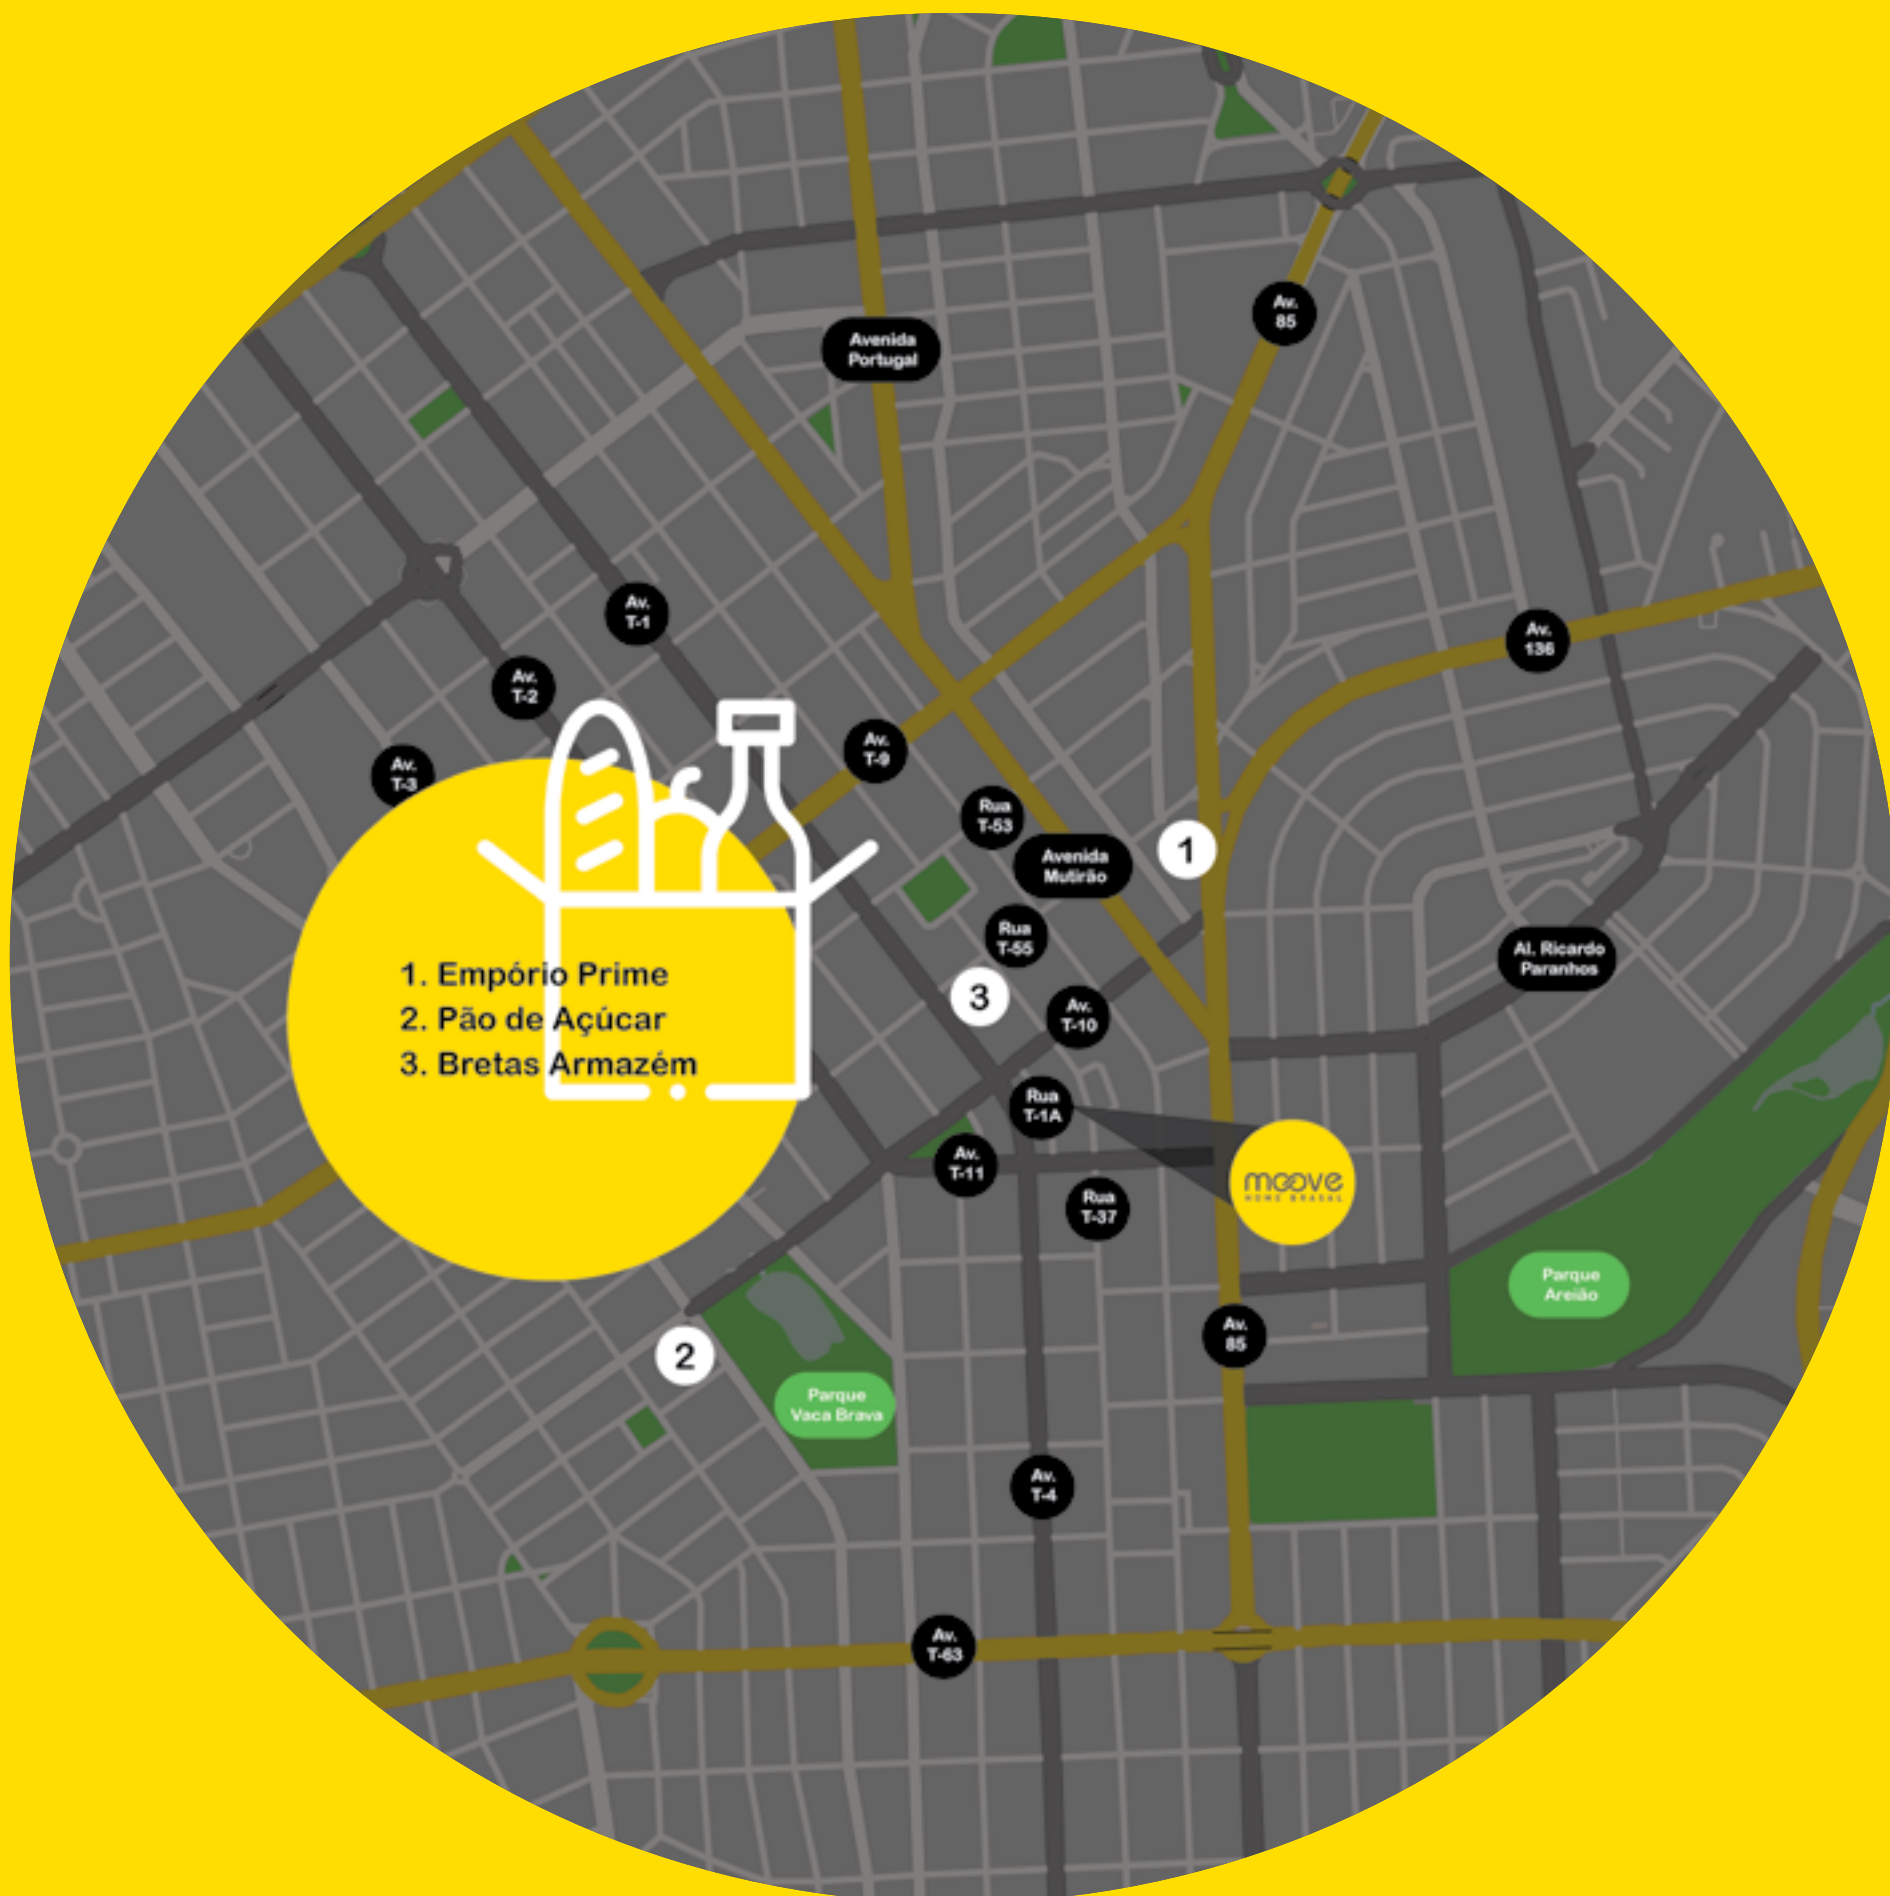 Av.
85
Avenida
Portugal
Av.
T-1
Av.
136
Av.
T-2
Av.
T-9
Av.
T-3
Rua
T-53
1
Avenida
Mutirão
Rua
T-55
Al. Ricardo
Paranhos
1. Empório Prime
2. Pão de Açúcar
3. Bretas Armazém
3
Av.
T-10
Rua
T-1A
Av.
T-11
moove
HOME BRASAL
Rua
T-37
Parque
Areião
Av.
85
2
Parque
Vaca Brava
Av.
T-4
Av.
T-63